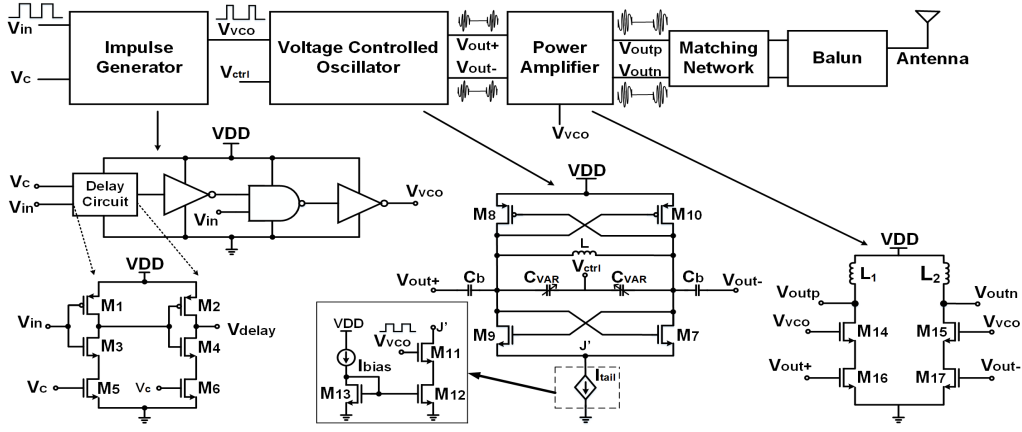 Vin
VC
Impulse Generator
VVCO
Vctrl
Voltage Controlled Oscillator
Vout+
Vout-
Power Amplifier
VVCO
Voutp
Voutn
Matching Network
Balun
Antenna
VDD
VC
Vin
Delay Circuit
Vin
VVCO
VDD
M1
M2
Vin
Vdelay
M3
M4
VC
M5
Vc
M6
VDD
M8
M10
L
Vctrl
Vout+
Cb
CVAR
CVAR
Cb
Vout-
M9
M7
J'
Itail
VDD
VVCO
J'
Ibias
M11
M13
M12
VDD
L1
L2
Voutp
Voutn
VVCO
M14
M15
VVCO
Vout+
M16
M17
Vout-